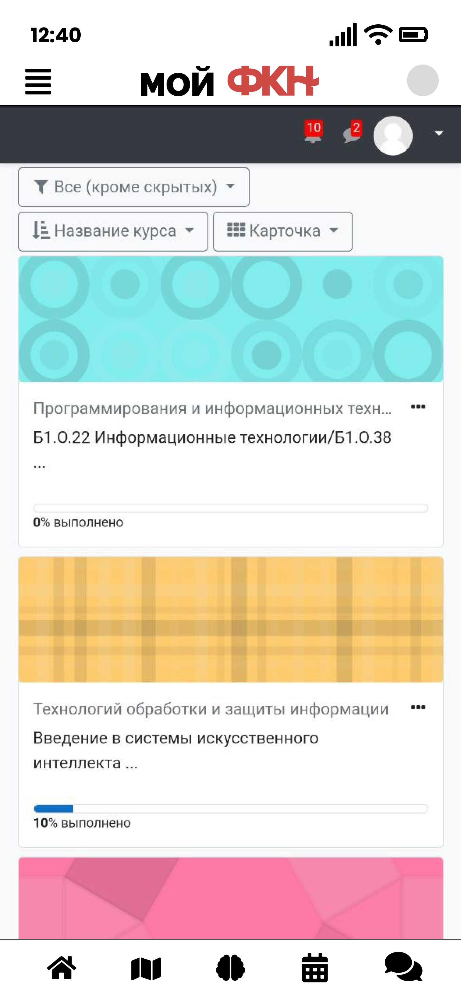 12:40
МОЙ ФКН
10
2
Все (кроме скрытых)
Название курса
Карточка
Программирования и информационных техн...
Б1.О.22 Информационные технологии/Б1.О.38
...
0% выполнено
Технологий обработки и защиты информации
Введение в системы искусственного
интеллекта ...
10% выполнено